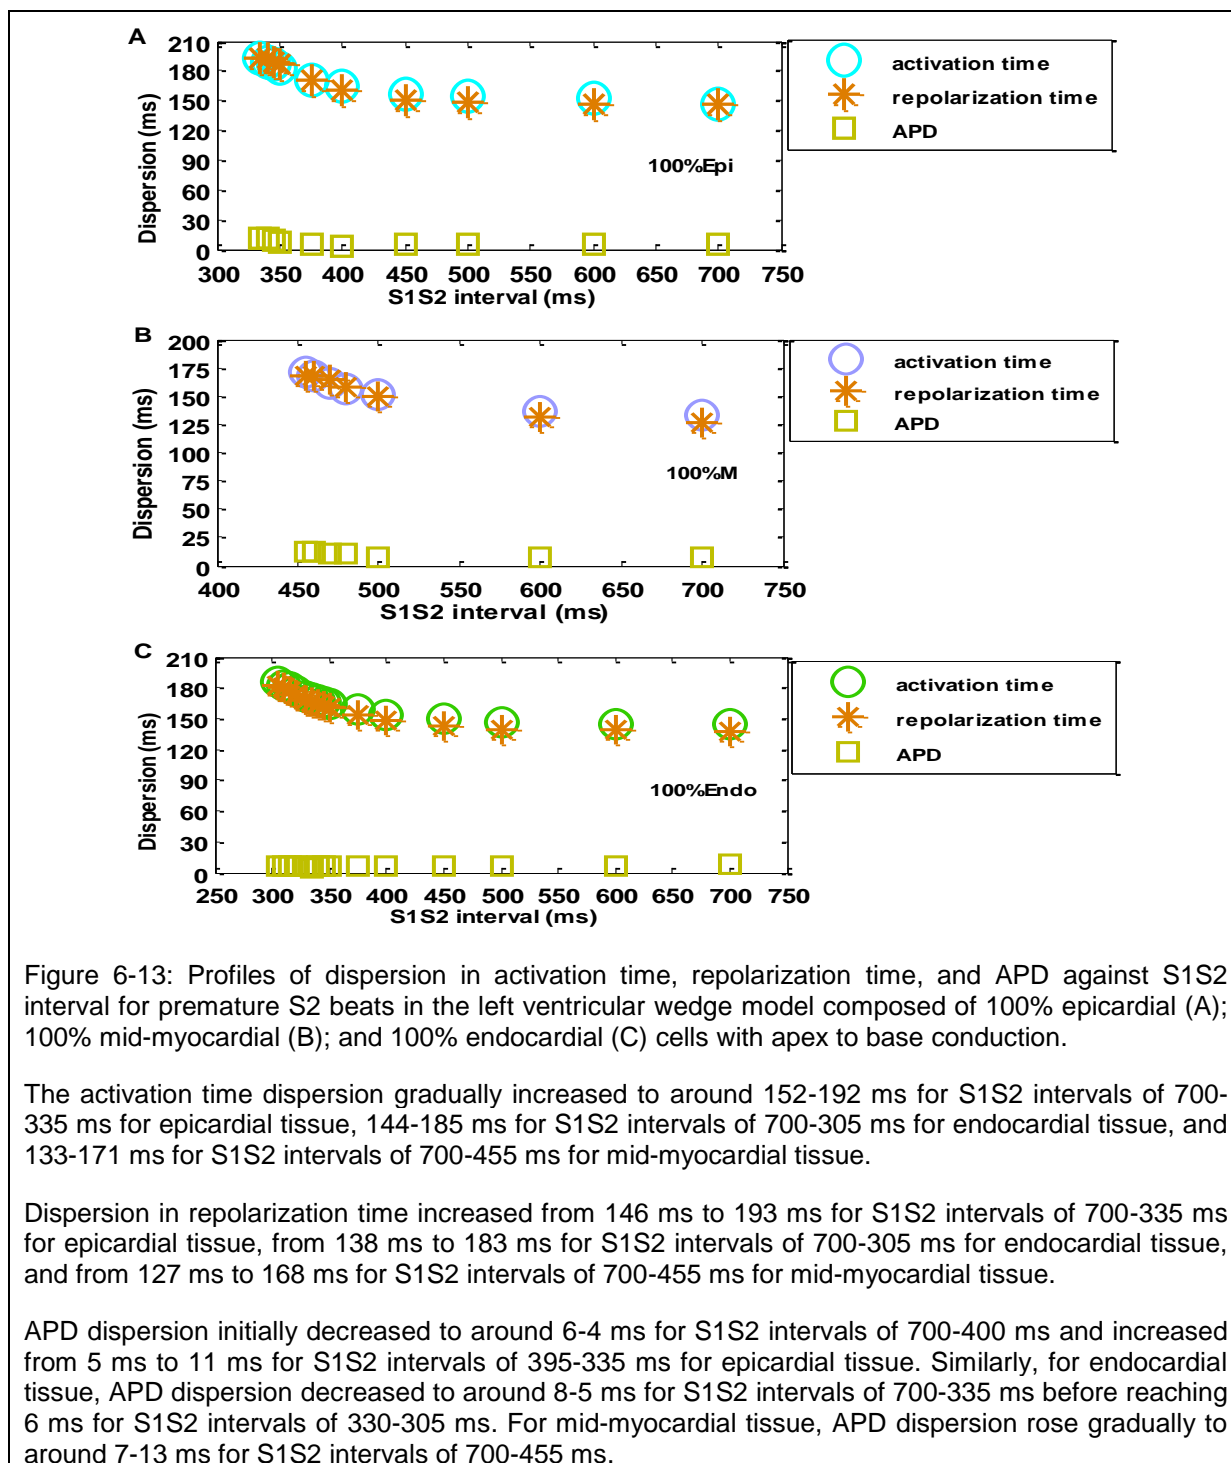 A
210
180
150
120
90
60
30
0
Dispersion (ms)
100%Epi
300 350 400 450 500 550 600 650 700 750
S1S2 interval (ms)
activation time
repolarization time
APD
B
200
175
150
125
100
75
50
25
0
Dispersion (ms)
100%M
400 450 500 550 600 650 700 750
S1S2 interval (ms)
activation time
repolarization time
APD
C
210
180
150
120
90
60
30
0
Dispersion (ms)
100%Endo
250 300 350 400 450 500 550 600 650 700 750
S1S2 interval (ms)
activation time
repolarization time
APD
Figure 6-13: Profiles of dispersion in activation time, repolarization time, and APD against S1S2
interval for premature S2 beats in the left ventricular wedge model composed of 100% epicardial (A);
100% mid-myocardial (B); and 100% endocardial (C) cells with apex to base conduction.
The activation time dispersion gradually increased to around 152-192 ms for S1S2 intervals of 700-
335 ms for epicardial tissue, 144-185 ms for S1S2 intervals of 700-305 ms for endocardial tissue, and
133-171 ms for S1S2 intervals of 700-455 ms for mid-myocardial tissue.
Dispersion in repolarization time increased from 146 ms to 193 ms for S1S2 intervals of 700-335 ms
for epicardial tissue, from 138 ms to 183 ms for S1S2 intervals of 700-305 ms for endocardial tissue,
and from 127 ms to 168 ms for S1S2 intervals of 700-455 ms for mid-myocardial tissue.
APD dispersion initially decreased to around 6-4 ms for S1S2 intervals of 700-400 ms and increased
from 5 ms to 11 ms for S1S2 intervals of 395-335 ms for epicardial tissue. Similarly, for endocardial
tissue, APD dispersion decreased to around 8-5 ms for S1S2 intervals of 700-335 ms before reaching
6 ms for S1S2 intervals of 330-305 ms. For mid-myocardial tissue, APD dispersion rose gradually to
around 7-13 ms for S1S2 intervals of 700-455 ms.